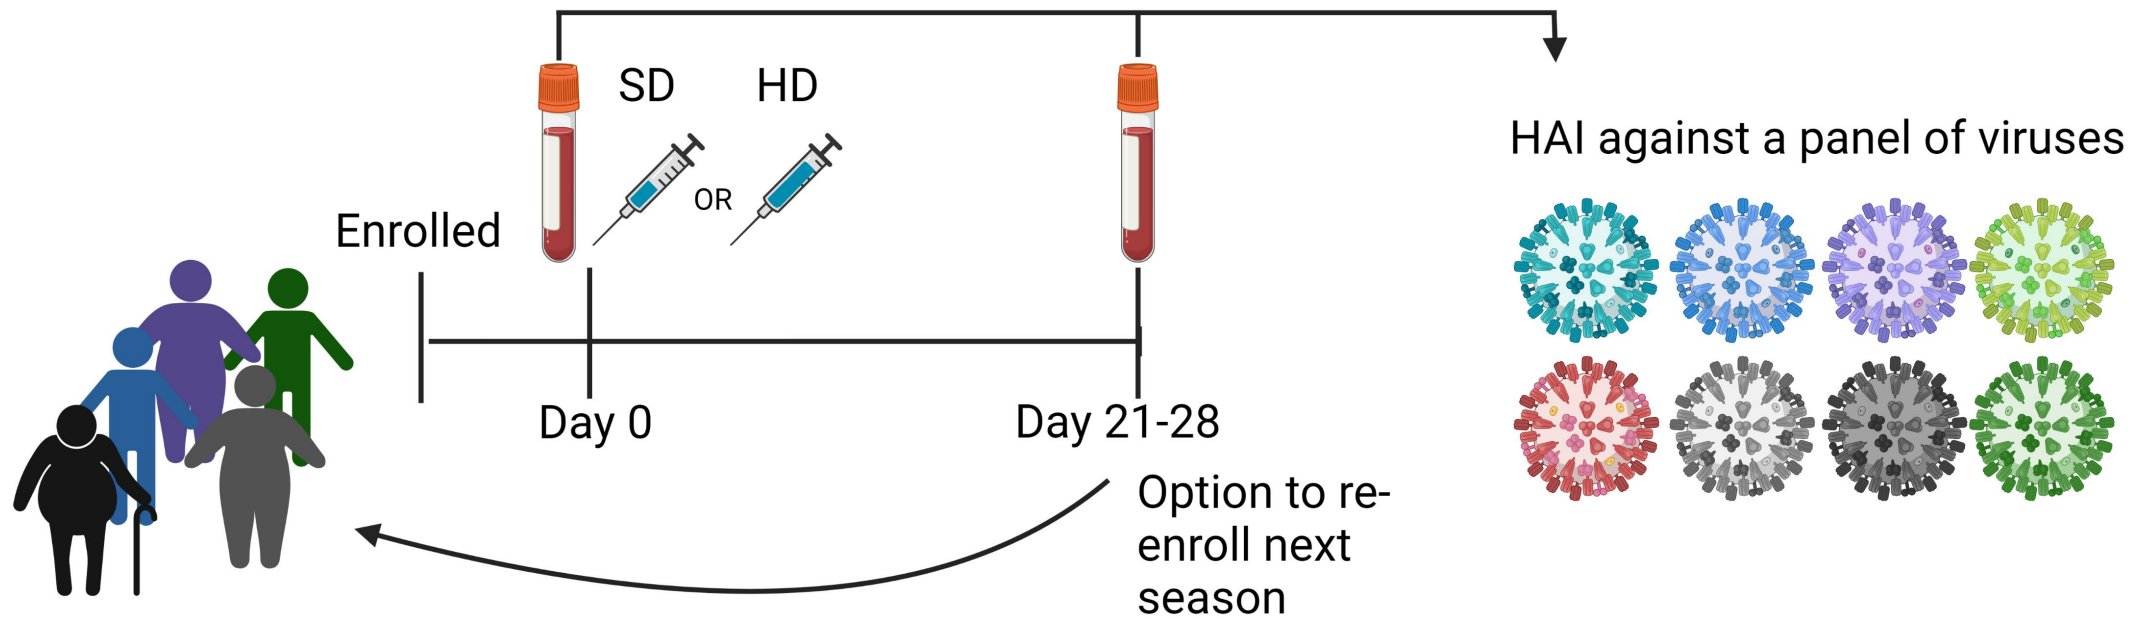 SD
HD
OR
Enrolled
Day 0
Day 21-28
Option to re-
enroll next
season
HAI against a panel of viruses